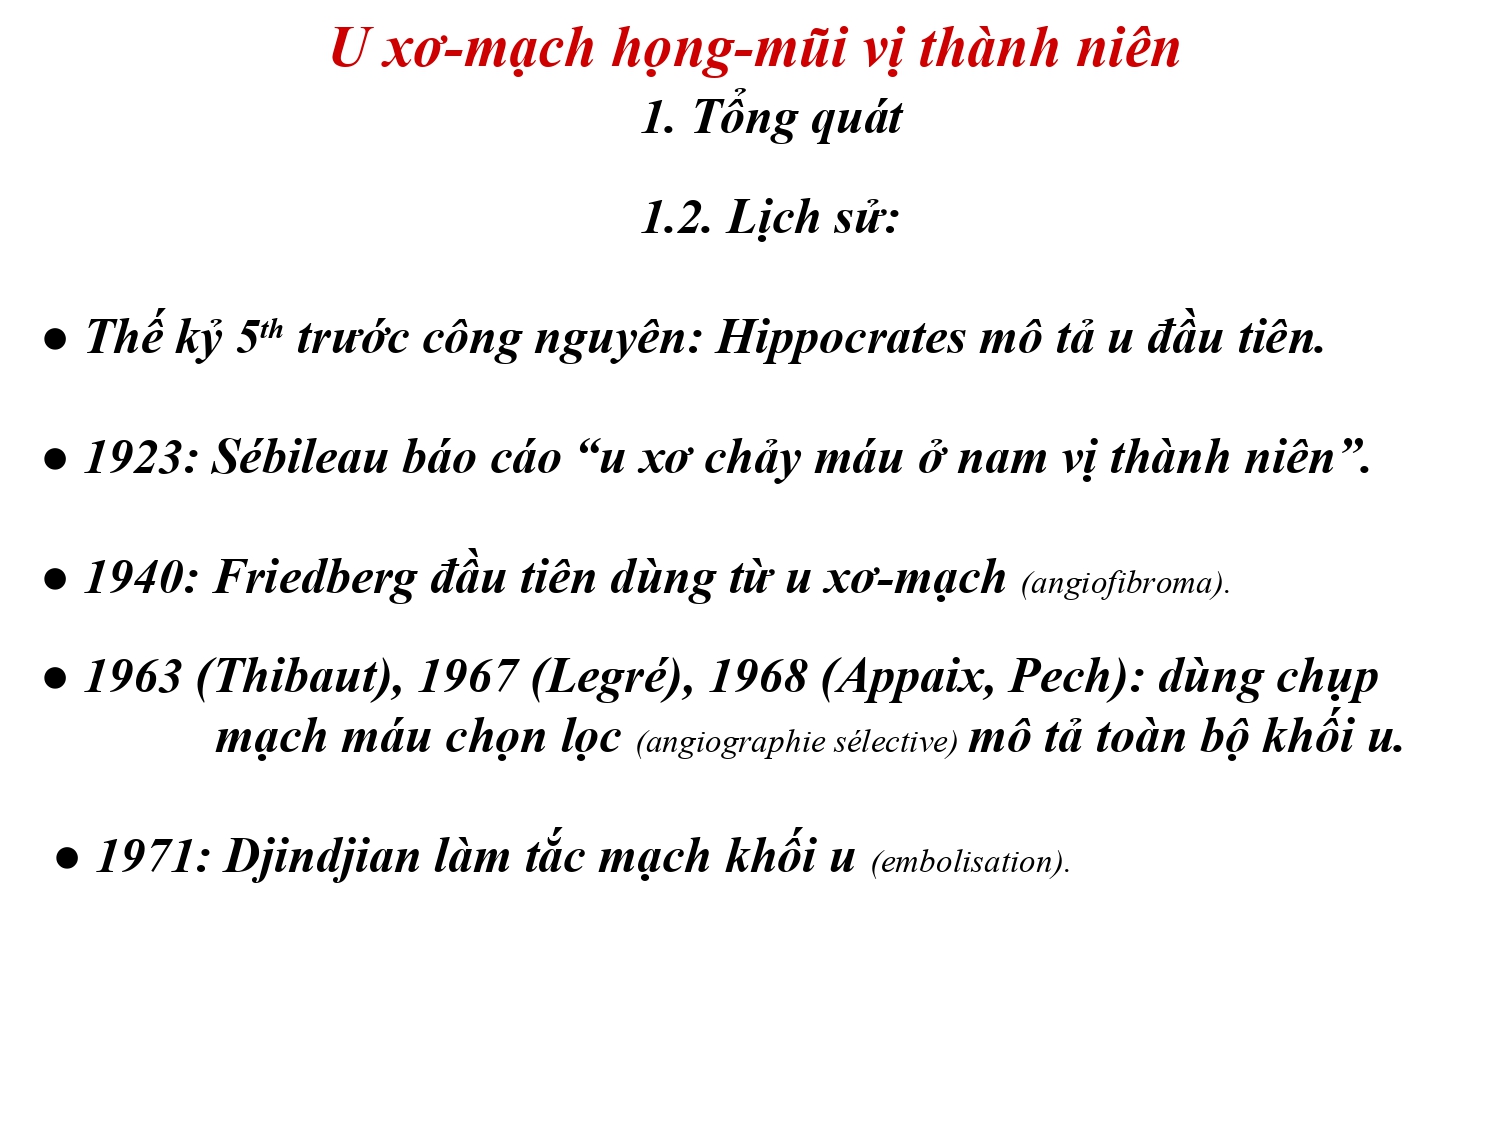 U xơ-mạch họng-mũi vị thành niên
1. Tổng quát
1.2. Lịch sử:
● Thế kỷ 5th trước công nguyên: Hippocrates mô tả u đầu tiên.
● 1923: Sébileau báo cáo “u xơ chảy máu ở nam vị thành niên”.
● 1940: Friedberg đầu tiên dùng từ u xơ-mạch (angiofibroma).
● 1963 (Thibaut), 1967 (Legré), 1968 (Appaix, Pech): dùng chụp
mạch máu chọn lọc (angiographie sélective) mô tả toàn bộ khối u.
● 1971: Djindjian làm tắc mạch khối u (embolisation).